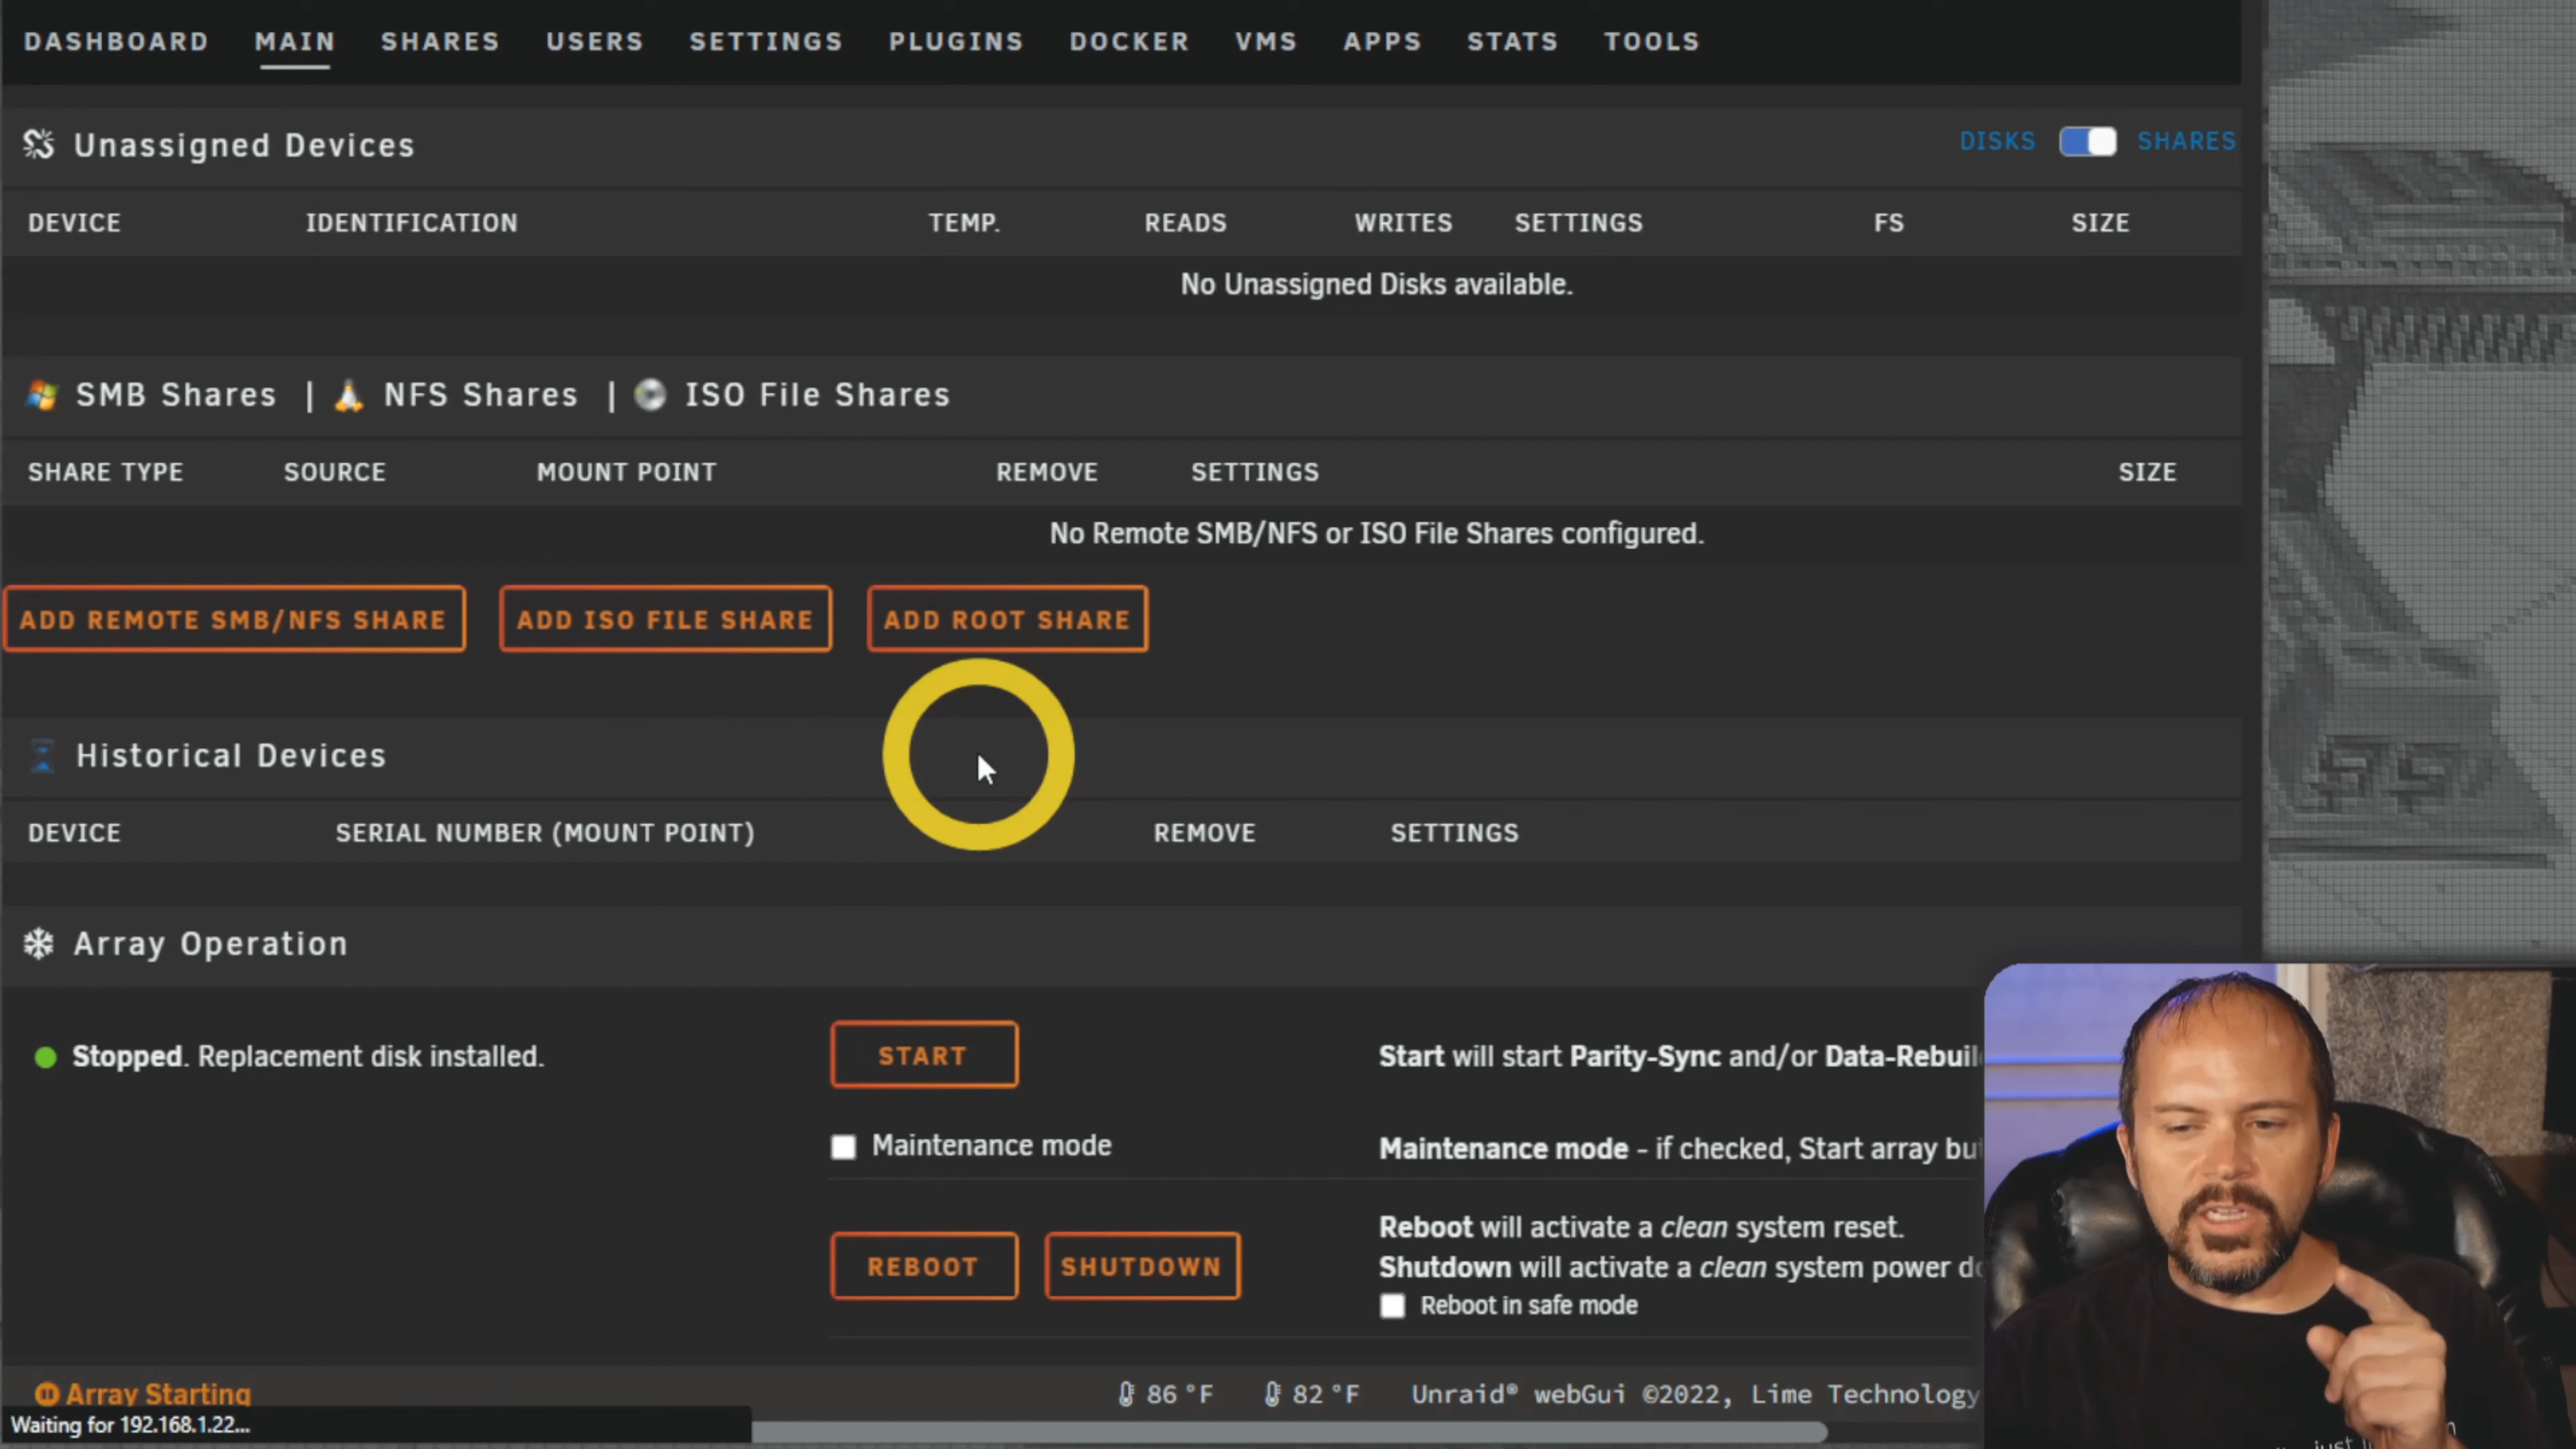 DASHBOARD MAIN SHARES USERS SETTINGS PLUGINS DOCKER VMS APPS STATS TOOLS
Unassigned Devices DISKS SHARES
DEVICE IDENTIFICATION TEMP. READS WRITES SETTINGS FS SIZE
No Unassigned Disks available.
SMB Shares | NFS Shares | ISO File Shares
SHARE TYPE SOURCE MOUNT POINT REMOVE SETTINGS SIZE
No Remote SMB/NFS or ISO File Shares configured.
ADD REMOTE SMB/NFS SHARE ADD ISO FILE SHARE ADD ROOT SHARE
Historical Devices
DEVICE SERIAL NUMBER (MOUNT POINT) REMOVE SETTINGS
Array Operation
Stopped. Replacement disk installed. START Start will start Parity-Sync and/or Data-Rebuil
Maintenance mode Maintenance mode - if checked, Start array but
REBOOT SHUTDOWN Reboot will activate a clean system reset.
Shutdown will activate a clean system power do
Reboot in safe mode
Array Starting 86 °F 82 °F Unraid® webGui ©2022, Lime Technology
Waiting for 192.168.1.22...